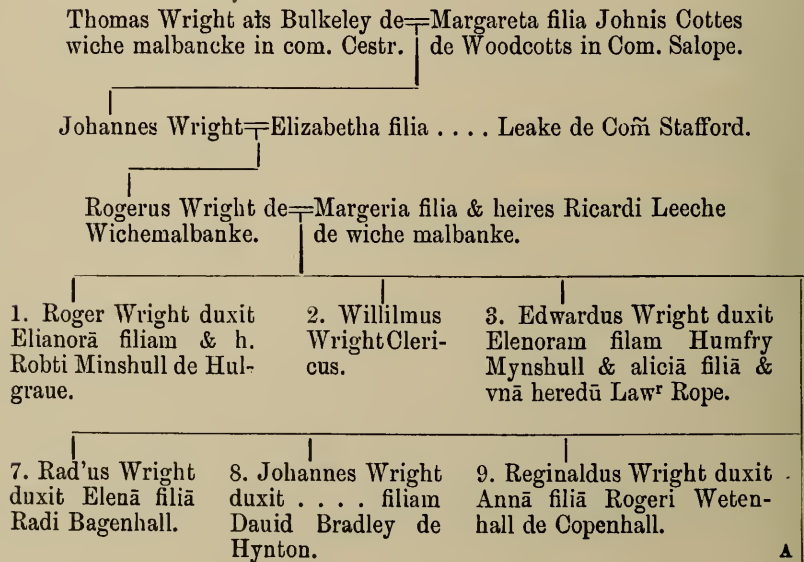 Thomas Wright als Bulkeley de=Margareta filia Johnis Cottes
wiche malbancke in com. Cestr. de Woodcotts in Com. Salope.
Johannes Wright=Elizabetha filia .... Leake de Com̃ Stafford.
Rogerus Wright de=Margeria filia & heires Ricardi Leeche
Wichemalbanke. de wiche malbanke.
1. Roger Wright duxit
Elianorā filiam & h.
Robti Minshull de Hul-
graue.
2. Willilmus
Wright Cleri-
cus.
3. Edwardus Wright duxit
Elenoram filam Humfry
Mynshull & aliciā filiā &
vnā heredū Lawʳ Rope.
7. Rad'us Wright
duxit Elenā filiā
Radi Bagenhall.
8. Johannes Wright
duxit .... filiam
Dauid Bradley de
Hynton.
9. Reginaldus Wright duxit
Annā filiā Rogeri Weten-
hall de Copenhall.
A